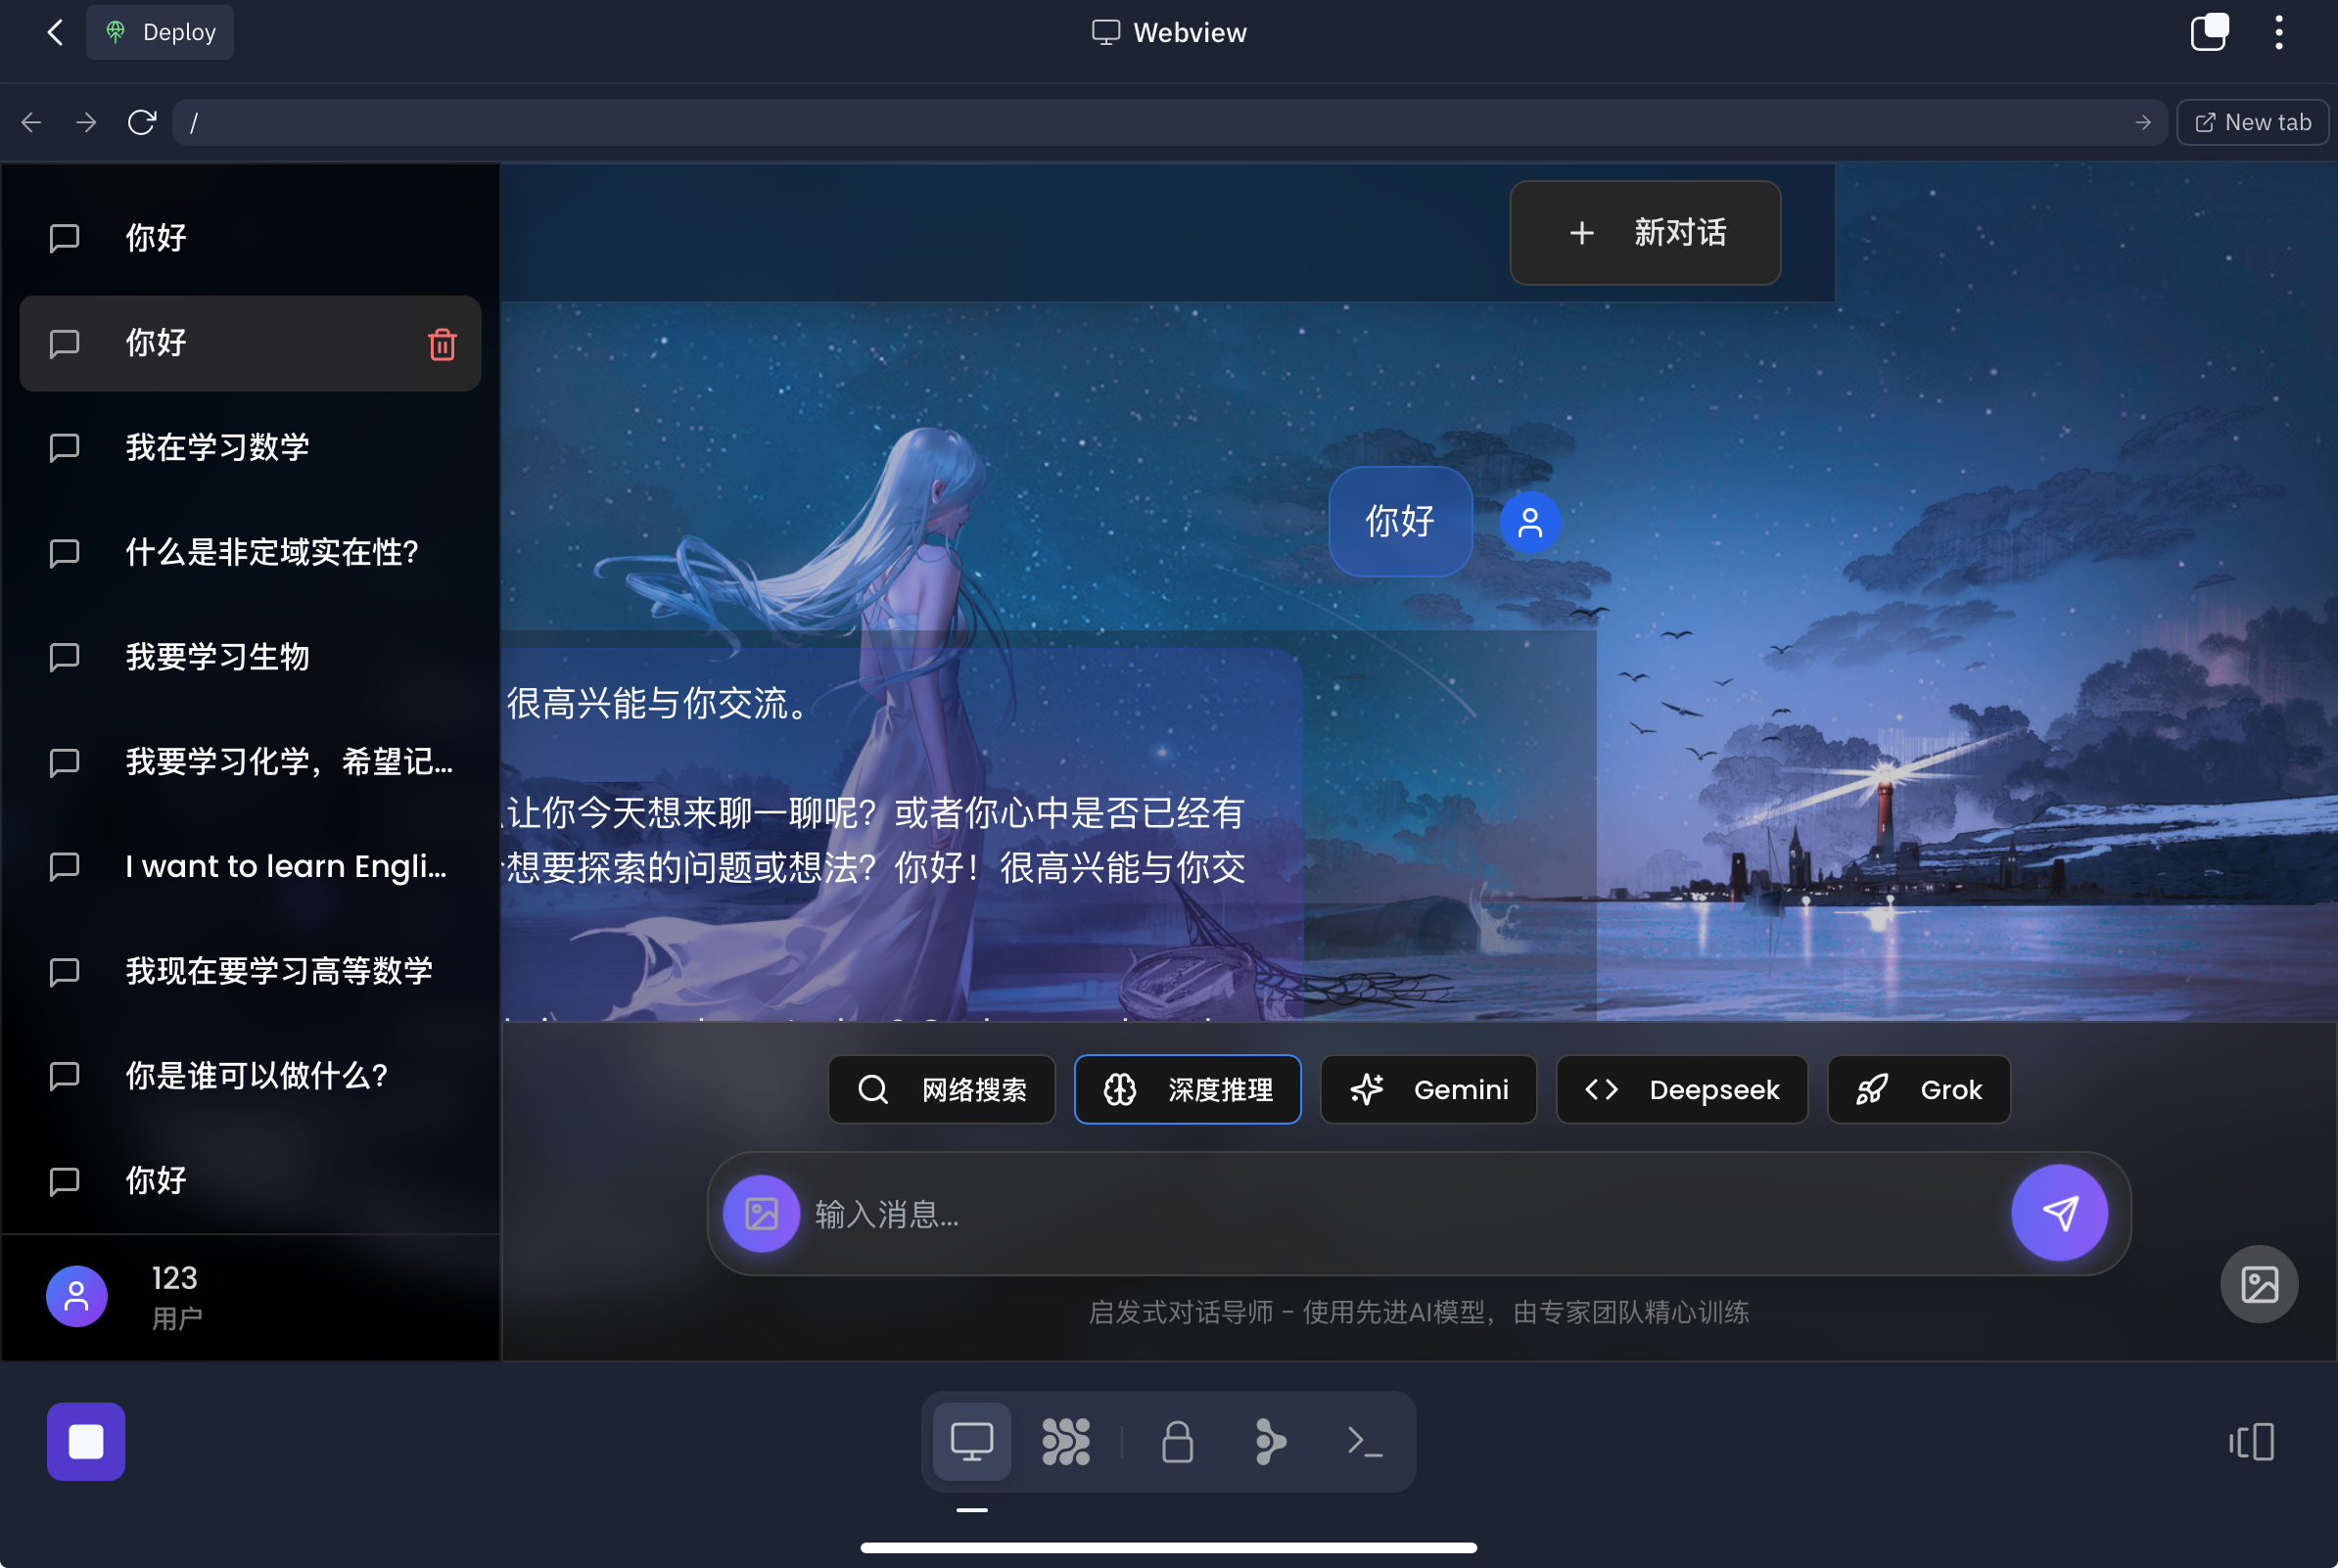 Deploy
Webview
/
New tab
你好
你好
我在学习数学
什么是非定域实在性?
我要学习生物
我要学习化学，希望记...
I want to learn Engli...
我现在要学习高等数学
你是谁可以做什么?
你好
123
用户
新对话
你好
很高兴能与你交流。
让你今天想来聊一聊呢？或者你心中是否已经有
想要探索的问题或想法？你好！很高兴能与你交
网络搜索
深度推理
Gemini
Deepseek
Grok
输入消息...
启发式对话导师 - 使用先进AI模型，由专家团队精心训练